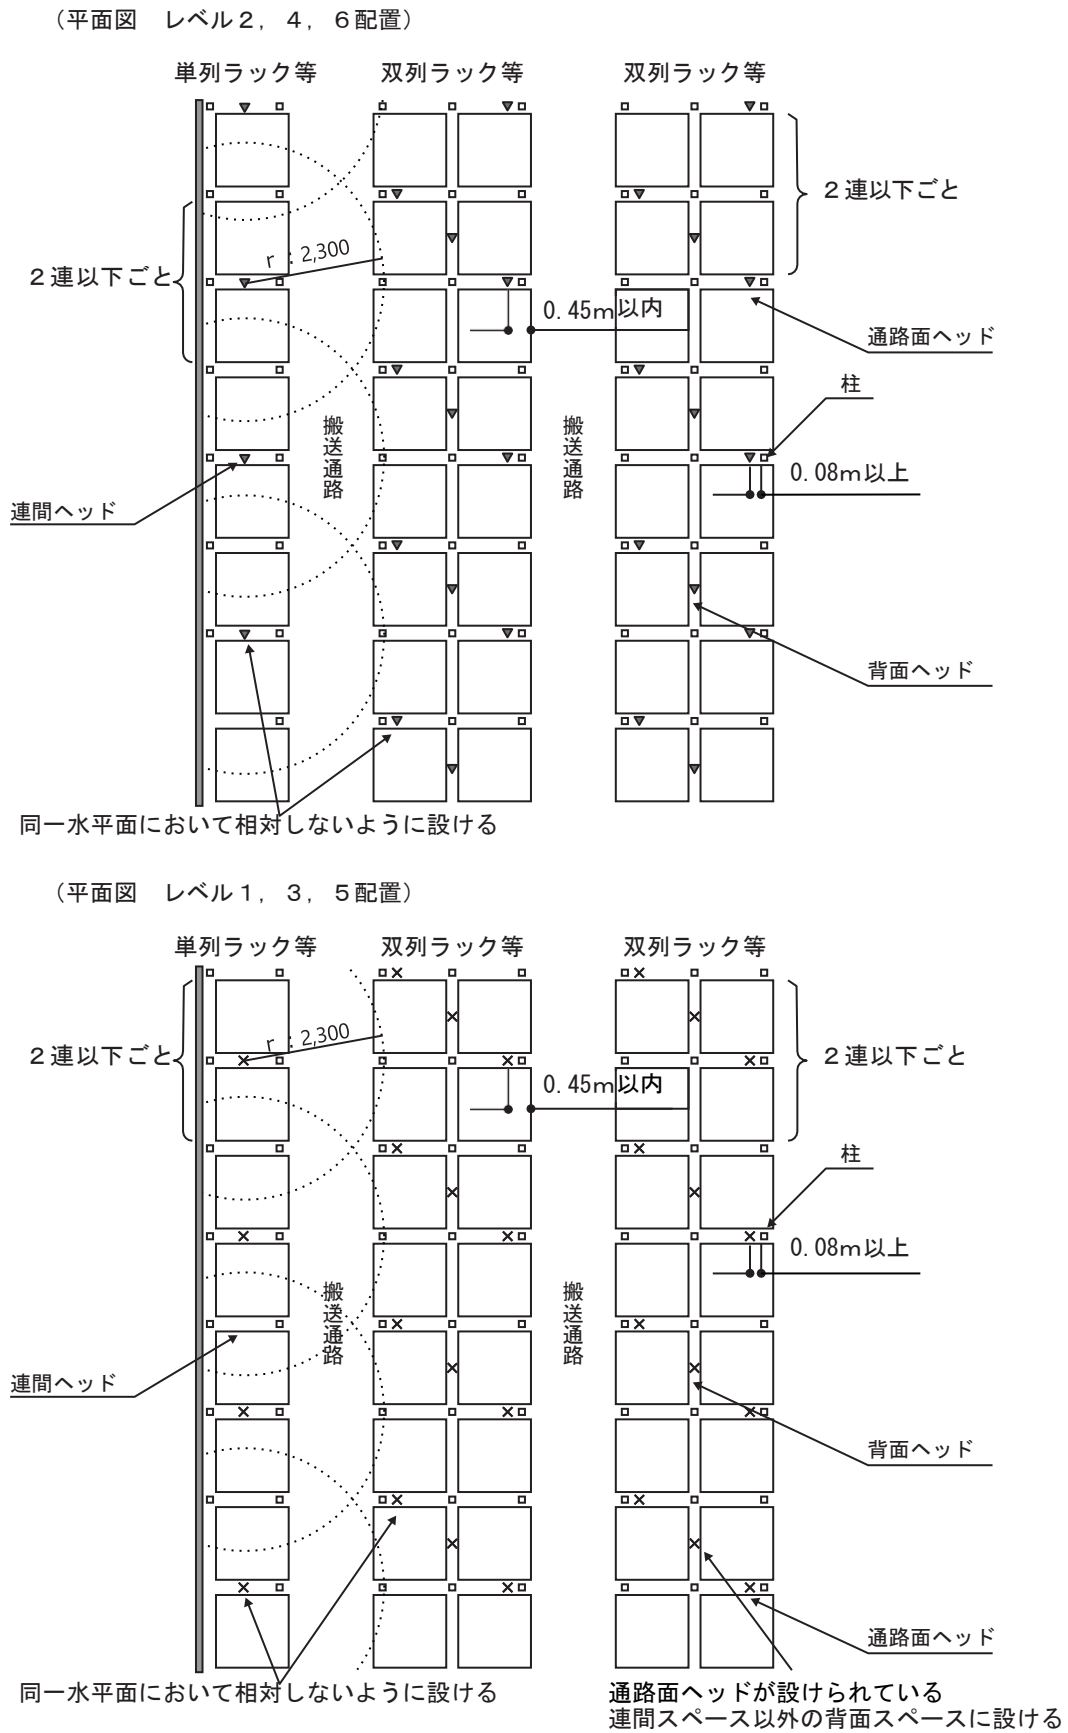 （平面図　レベル２，４，６配置）
単列ラック等　双列ラック等　双列ラック等
２連以下ごと
r：2,300
２連以下ごと
0.45m以内
通路面ヘッド
柱
搬送通路
搬送通路
0.08m以上
連間ヘッド
背面ヘッド
同一水平面において相対しないように設ける
（平面図　レベル１，３，５配置）
単列ラック等　双列ラック等　双列ラック等
r：2,300
２連以下ごと
２連以下ごと
0.45m以内
柱
0.08m以上
搬送通路
搬送通路
連間ヘッド
背面ヘッド
通路面ヘッド
同一水平面において相対しないように設ける
通路面ヘッドが設けられている
連間スペース以外の背面スペースに設ける